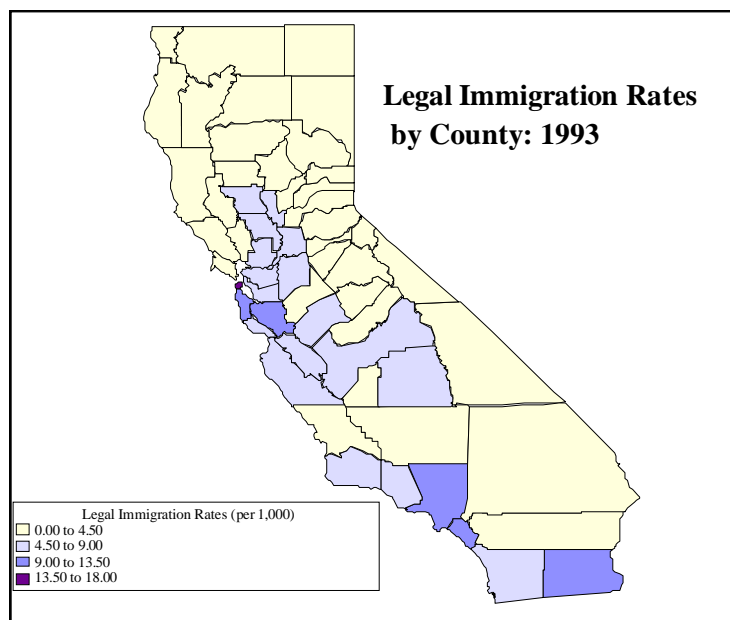 Legal Immigration Rates
by County: 1993
Legal Immigration Rates (per 1,000)
0.00 to 4.50
4.50 to 9.00
9.00 to 13.50
13.50 to 18.00